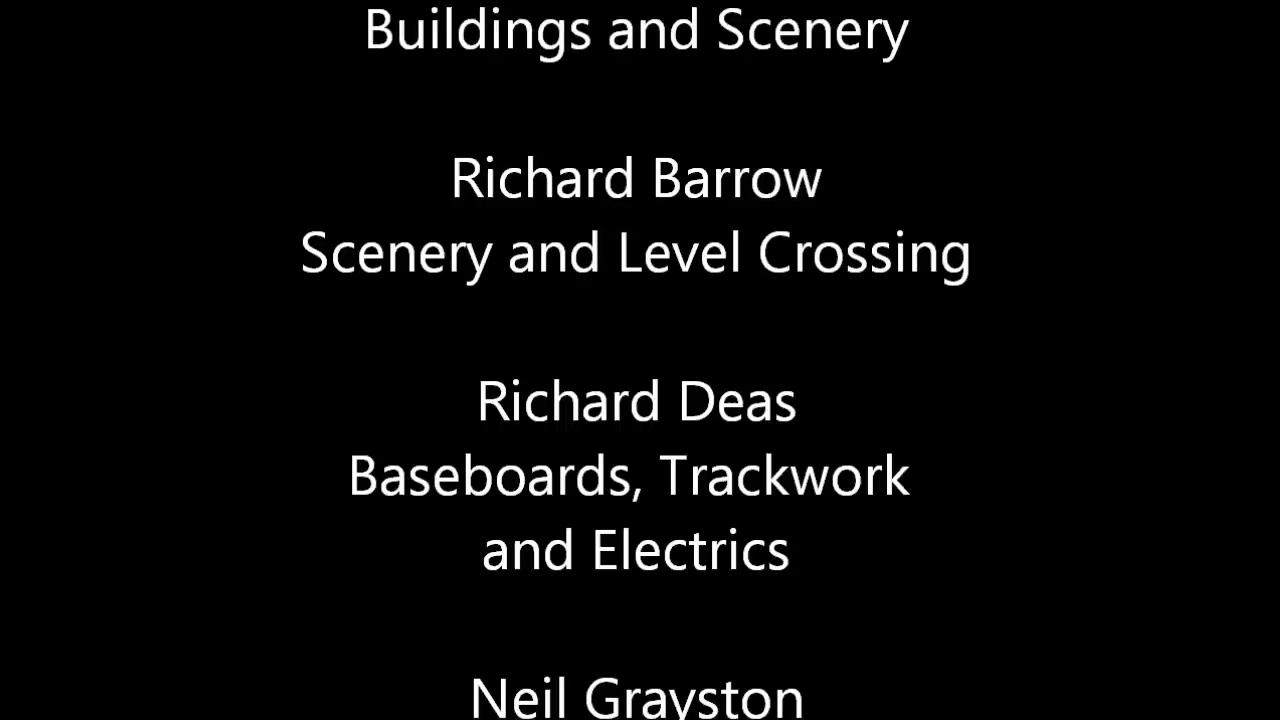 Buildings and Scenery
Richard Barrow
Scenery and Level Crossing
Richard Deas
Baseboards, Trackwork
and Electrics
Neil Grayston